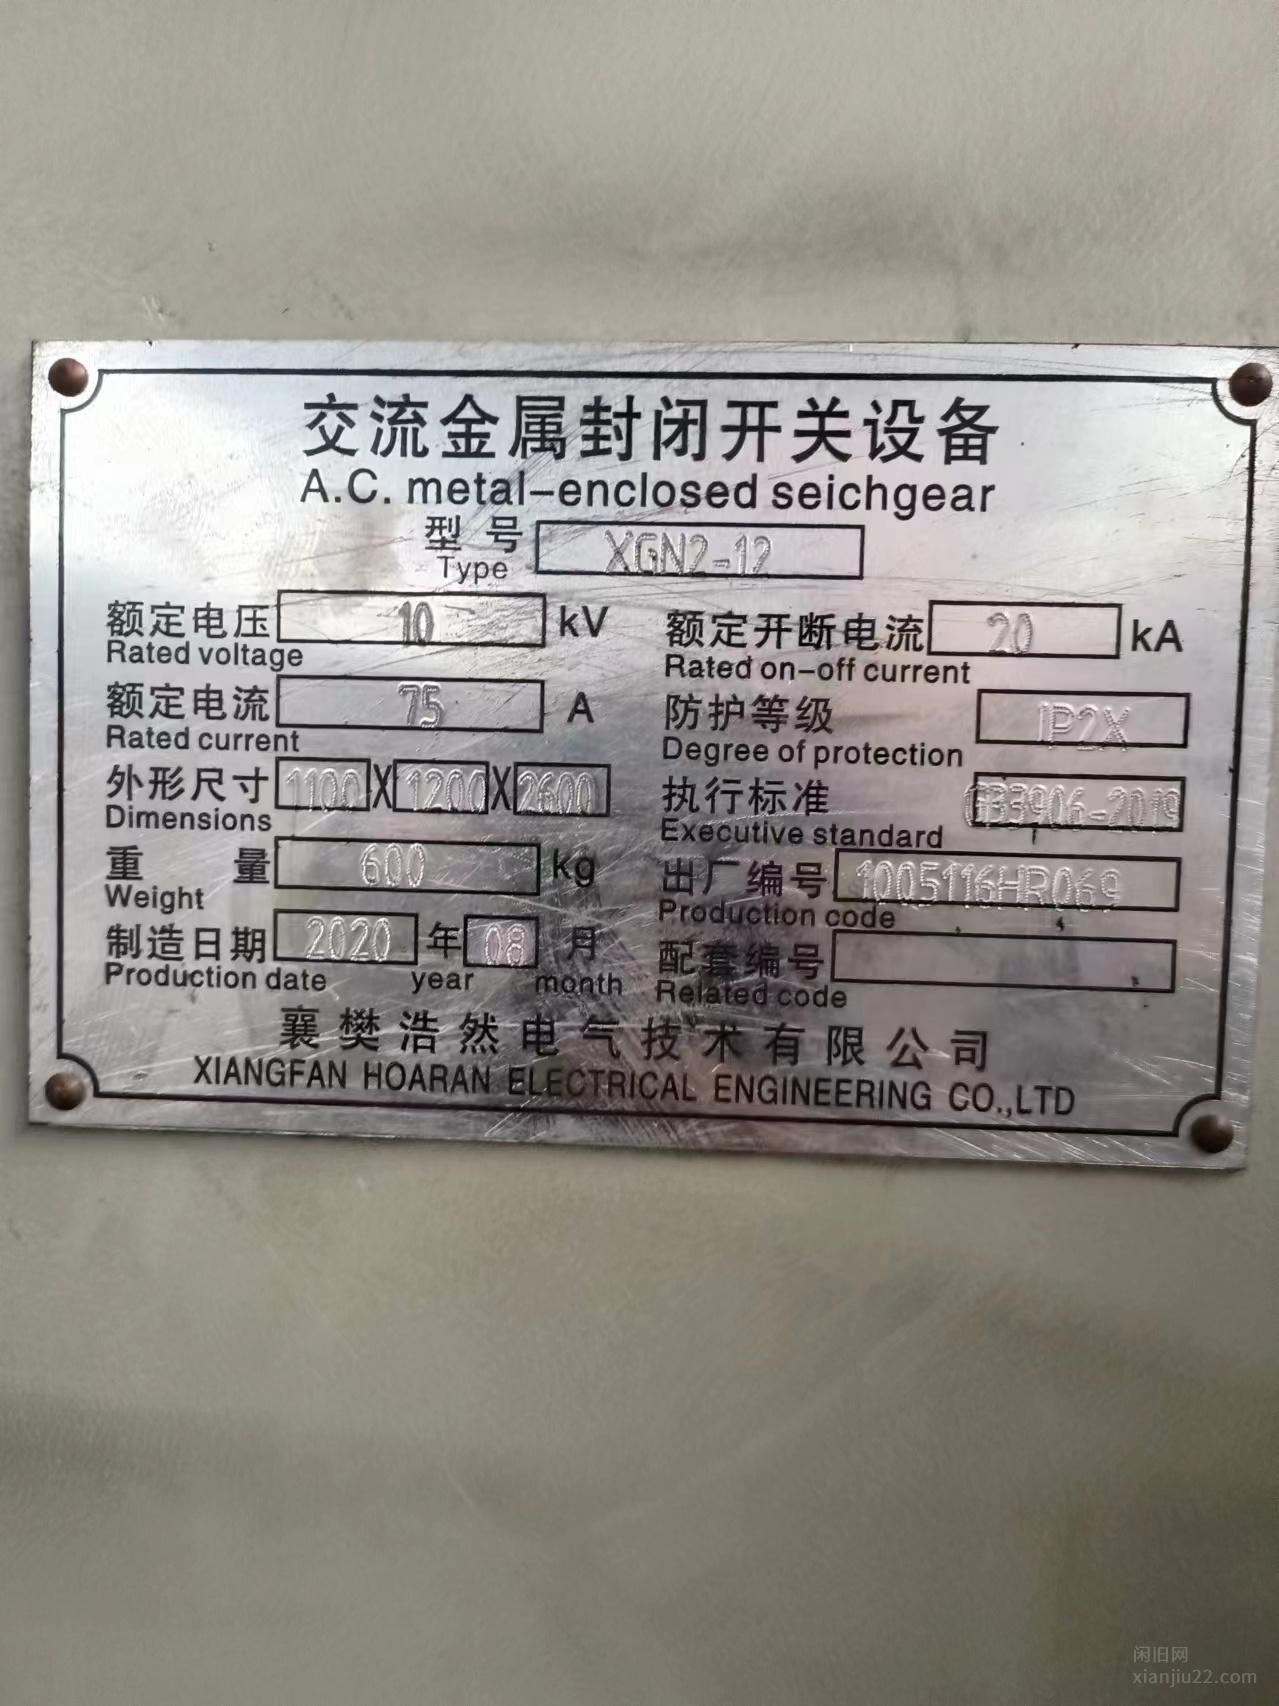 交流金属封闭开关设备
A.C. metal-enclosed seichgear
型号 XGN2-12
Type
额定电压 10 kV 额定开断电流 20 kA
Rated voltage Rated on-off current
额定电流 75 A 防护等级 IP2X
Rated current Degree of protection
外形尺寸 1100X1200X2600 执行标准 GB3906-2019
Dimensions Executive standard
重量 600 kg 出厂编号 1005116HR069
Weight Production code
制造日期 2020 年 08 月 配套编号
Production date year month Related code
襄樊浩然电气技术有限公司
XIANGFAN HOARAN ELECTRICAL ENGINEERING CO.,LTD
闲旧网
xianjiu22.com